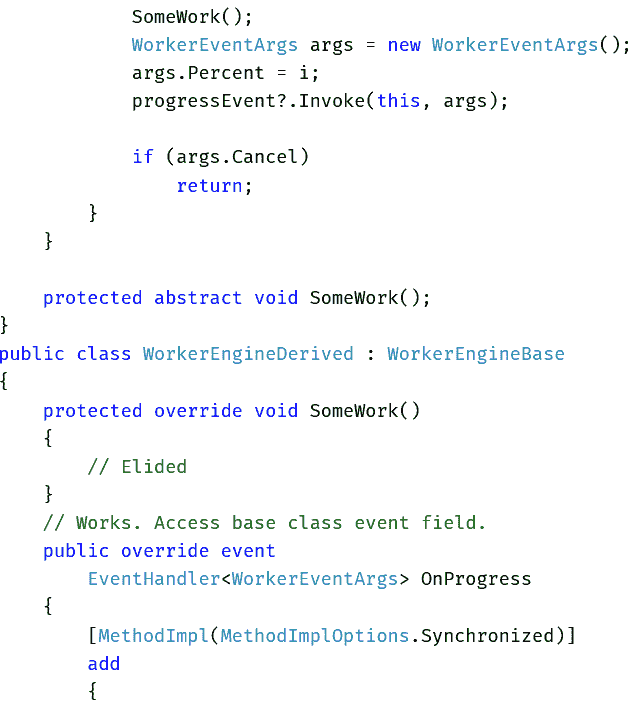 SomeWork();
WorkerEventArgs args = new WorkerEventArgs();
args.Percent = i;
progressEvent?.Invoke(this, args);
if (args.Cancel)
return;
}
}
protected abstract void SomeWork();
}
public class WorkerEngineDerived : WorkerEngineBase
{
protected override void SomeWork()
{
// Elided
}
// Works. Access base class event field.
public override event
EventHandler<WorkerEventArgs> OnProgress
{
[MethodImpl(MethodImplOptions.Synchronized)]
add
{